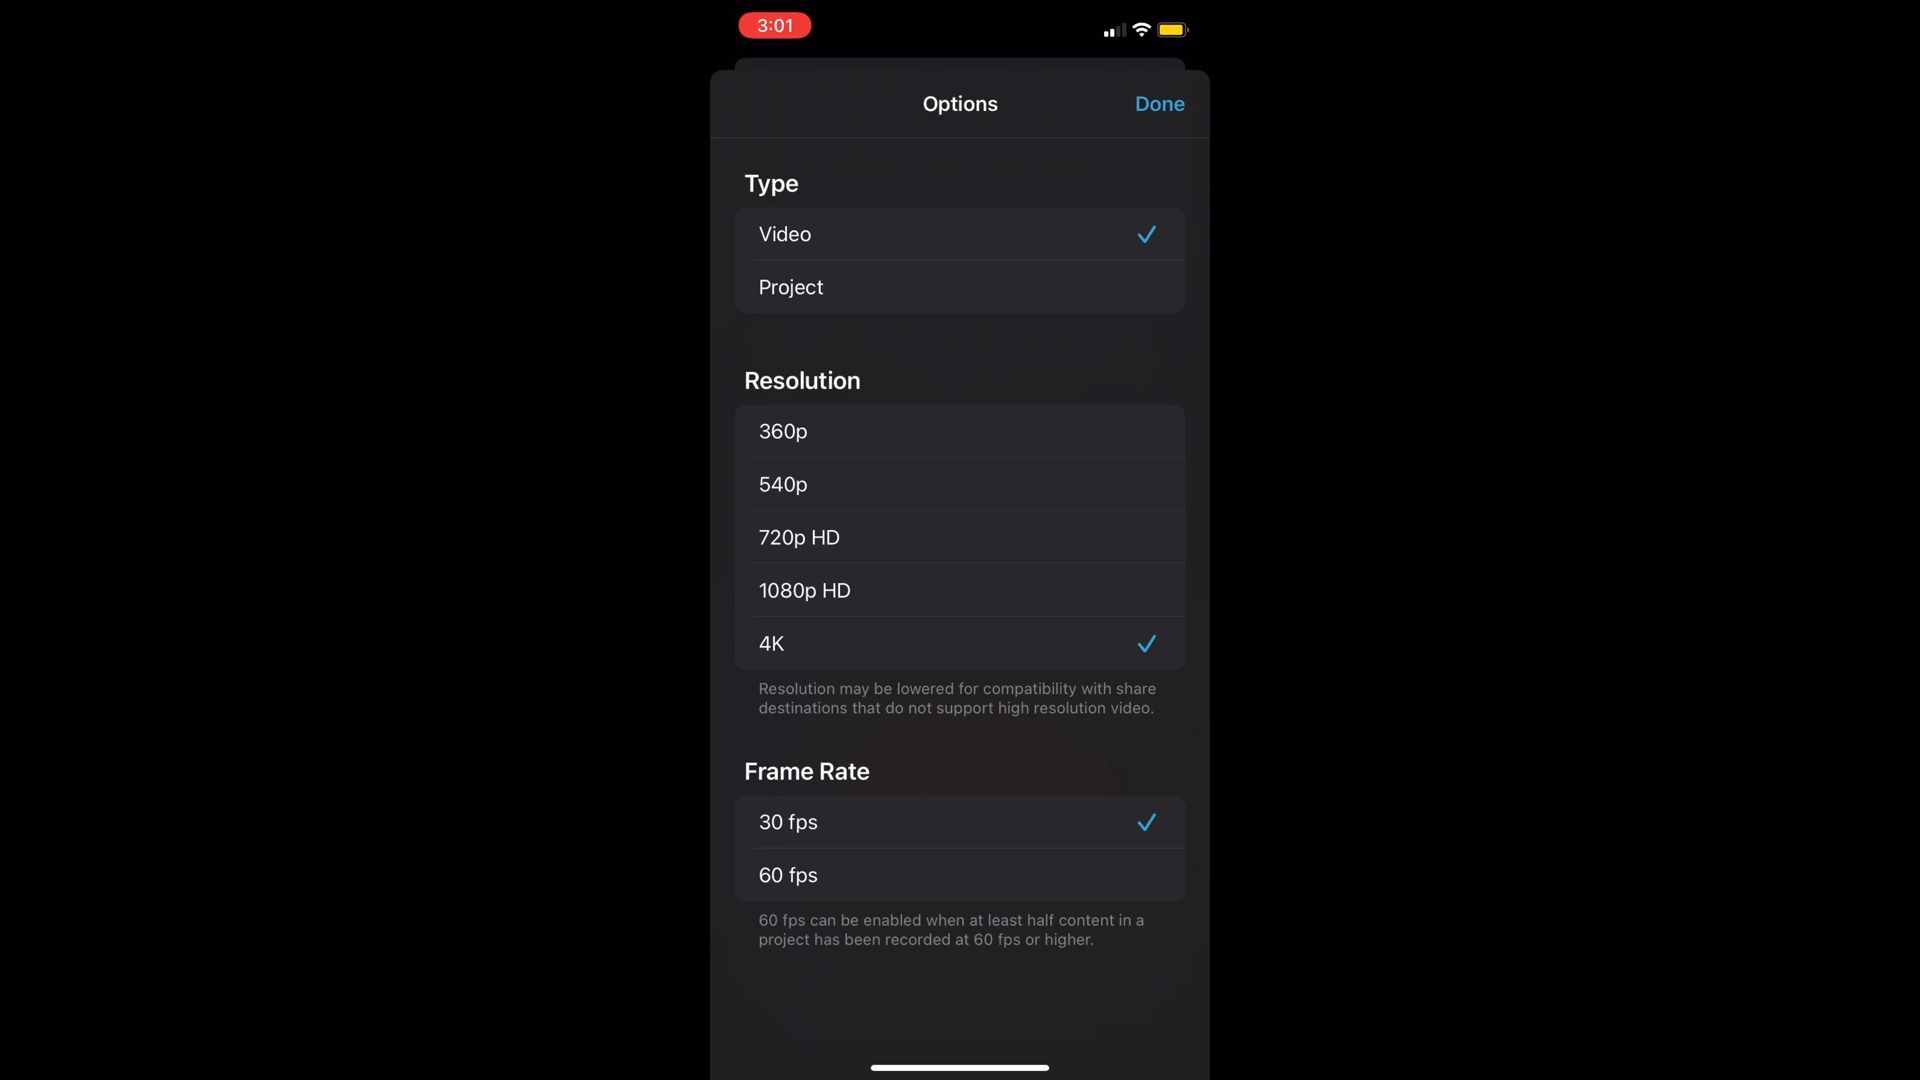 3:01
Options
Done
Type
Video
Project
Resolution
360p
540p
720p HD
1080p HD
4K
Resolution may be lowered for compatibility with share
destinations that do not support high resolution video.
Frame Rate
30 fps
60 fps
60 fps can be enabled when at least half content in a
project has been recorded at 60 fps or higher.